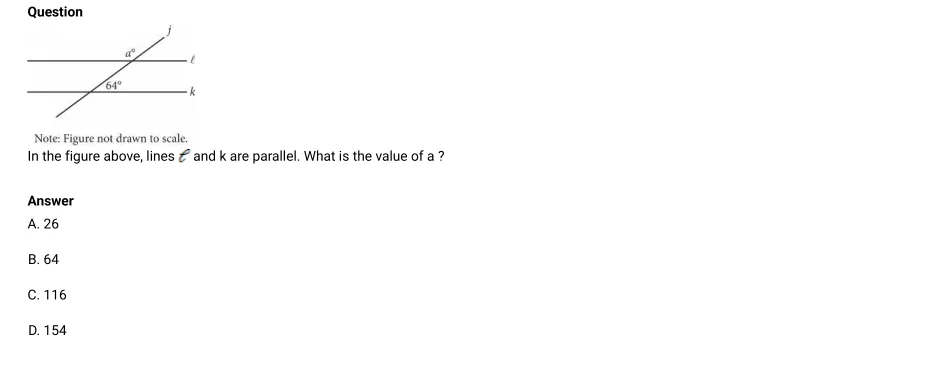 Question
j
a°
ℓ
64°
k
Note: Figure not drawn to scale.
In the figure above, lines ℓ and k are parallel. What is the value of a ?
Answer
A. 26
B. 64
C. 116
D. 154